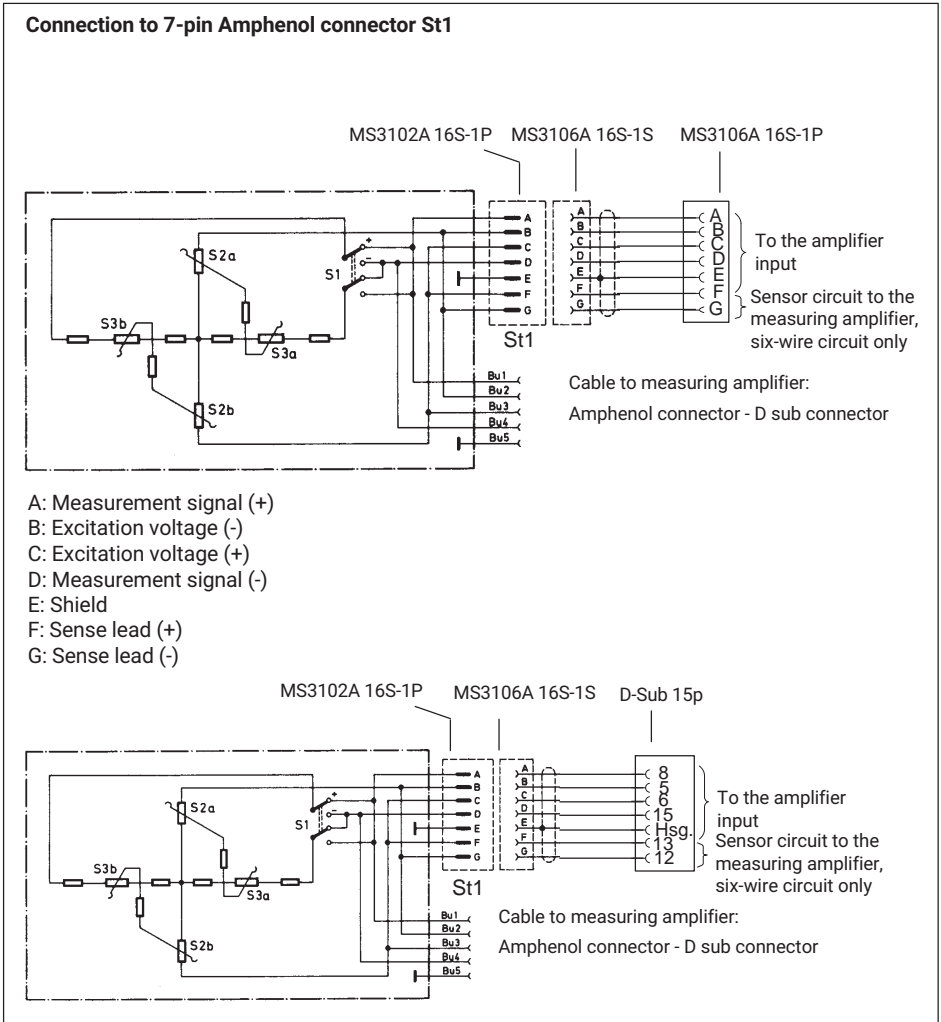 Connection to 7-pin Amphenol connector St1
MS3102A 16S-1P MS3106A 16S-1S MS3106A 16S-1P
A
B
C
D
E
F
G
A
B
C
D
E
F
G
A
B
C
D
E
F
G
To the amplifier
input
Sensor circuit to the
measuring amplifier,
six-wire circuit only
S2a
S1
+
-
S3b
S3a
S2b
St1
Bu1
Bu2
Bu3
Bu4
Bu5
Cable to measuring amplifier:
Amphenol connector - D sub connector
A: Measurement signal (+)
B: Excitation voltage (-)
C: Excitation voltage (+)
D: Measurement signal (-)
E: Shield
F: Sense lead (+)
G: Sense lead (-)
MS3102A 16S-1P MS3106A 16S-1S D-Sub 15p
A
B
C
D
E
F
G
A
B
C
D
E
F
G
8
5
6
15
Hsg.
13
12
To the amplifier
input
Sensor circuit to the
measuring amplifier,
six-wire circuit only
S2a
S1
+
-
S3b
S3a
S2b
St1
Bu1
Bu2
Bu3
Bu4
Bu5
Cable to measuring amplifier:
Amphenol connector - D sub connector